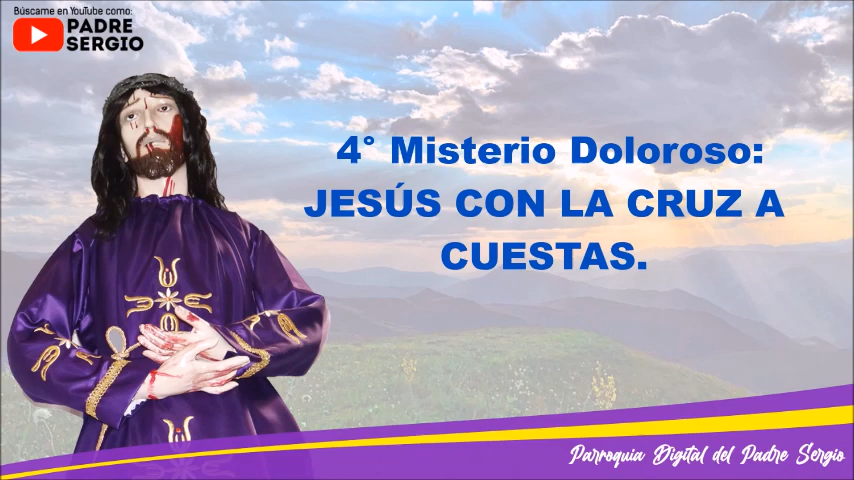 Búscame en YouTube como:
PADRE
SERGIO
4° Misterio Doloroso:
JESÚS CON LA CRUZ A
CUESTAS.
Parroquia Digital del Padre Sergio